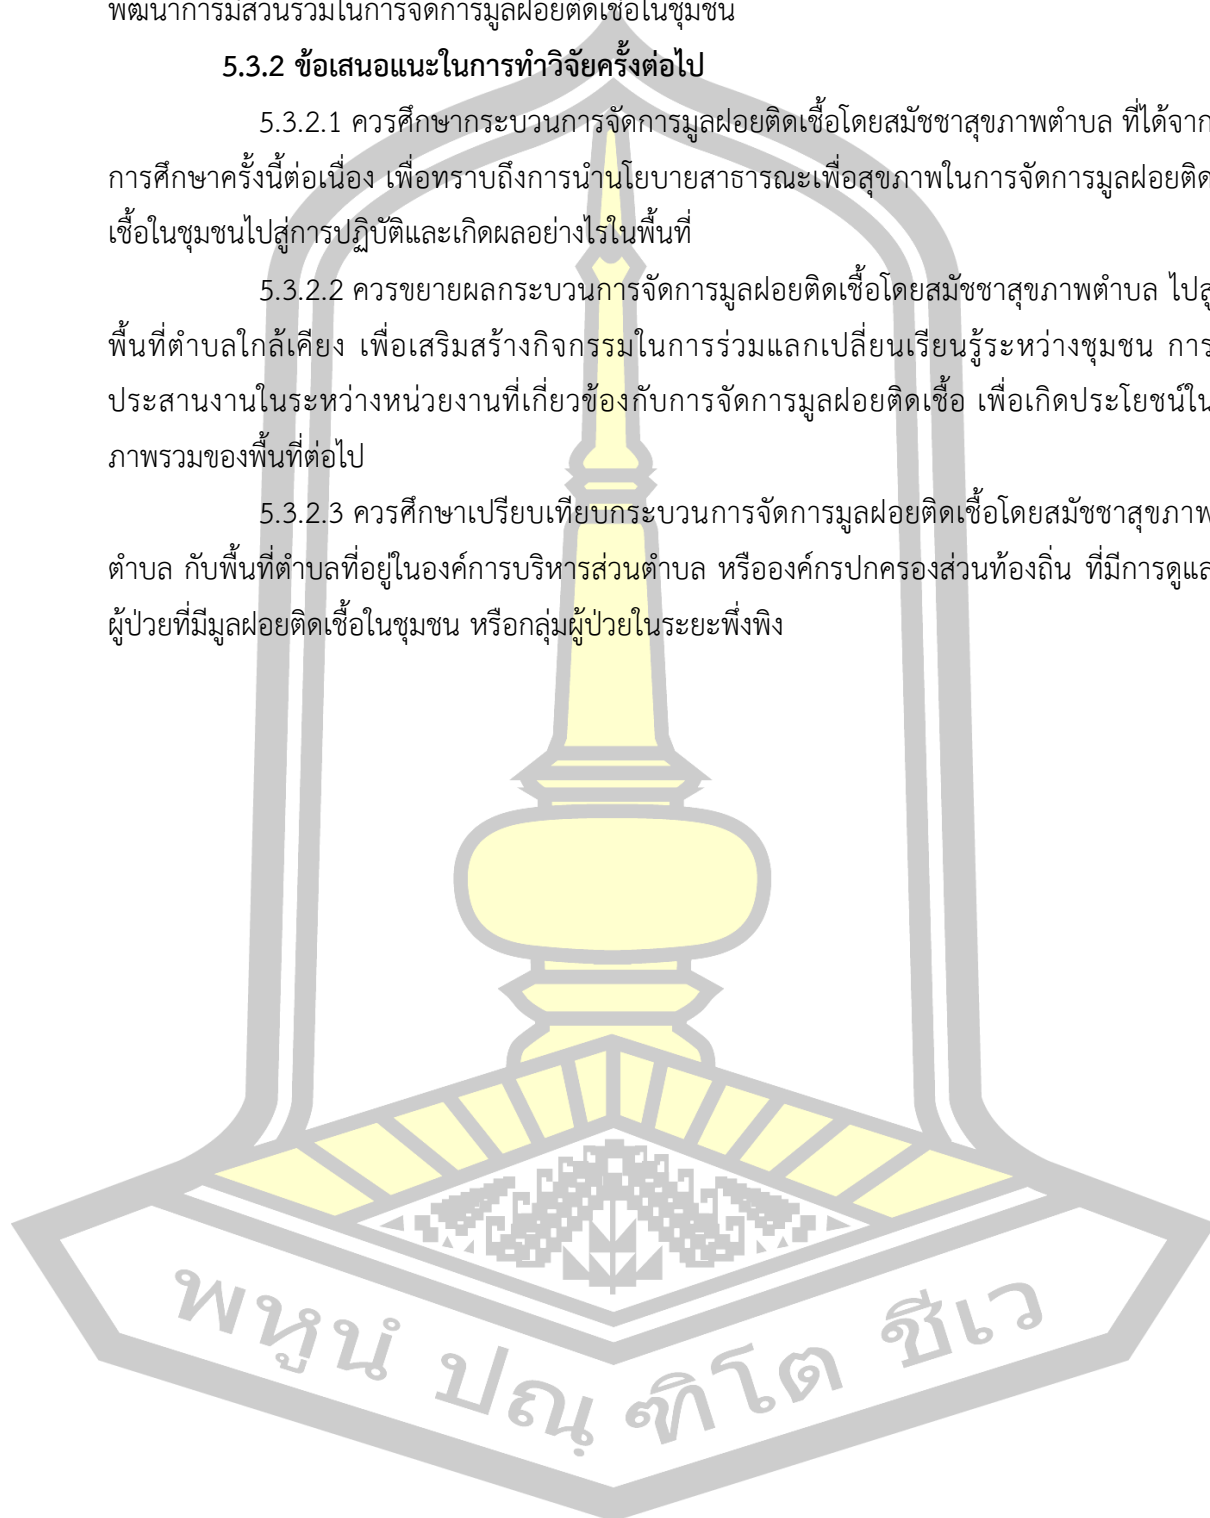 พัฒนาการมีส่วนร่วมในการจัดการมูลฝอยติดเชื้อในชุมชน
5.3.2 ข้อเสนอแนะในการทำวิจัยครั้งต่อไป
5.3.2.1 ควรศึกษากระบวนการจัดการมูลฝอยติดเชื้อโดยสมัชชาสุขภาพตำบล ที่ได้จาก
การศึกษาครั้งนี้ต่อเนื่อง เพื่อทราบถึงการนำนโยบายสาธารณะเพื่อสุขภาพในการจัดการมูลฝอยติด
เชื้อในชุมชนไปสู่การปฏิบัติและเกิดผลอย่างไรในพื้นที่
5.3.2.2 ควรขยายผลกระบวนการจัดการมูลฝอยติดเชื้อโดยสมัชชาสุขภาพตำบล ไปสู่
พื้นที่ตำบลใกล้เคียง เพื่อเสริมสร้างกิจกรรมในการร่วมแลกเปลี่ยนเรียนรู้ระหว่างชุมชน การ
ประสานงานในระหว่างหน่วยงานที่เกี่ยวข้องกับการจัดการมูลฝอยติดเชื้อ เพื่อเกิดประโยชน์ใน
ภาพรวมของพื้นที่ต่อไป
5.3.2.3 ควรศึกษาเปรียบเทียบกระบวนการจัดการมูลฝอยติดเชื้อโดยสมัชชาสุขภาพ
ตำบล กับพื้นที่ตำบลที่อยู่ในองค์การบริหารส่วนตำบล หรือองค์กรปกครองส่วนท้องถิ่น ที่มีการดูแล
ผู้ป่วยที่มีมูลฝอยติดเชื้อในชุมชน หรือกลุ่มผู้ป่วยในระยะพึ่งพิง
พหูนํ ปณฺฑิโต ชีเว